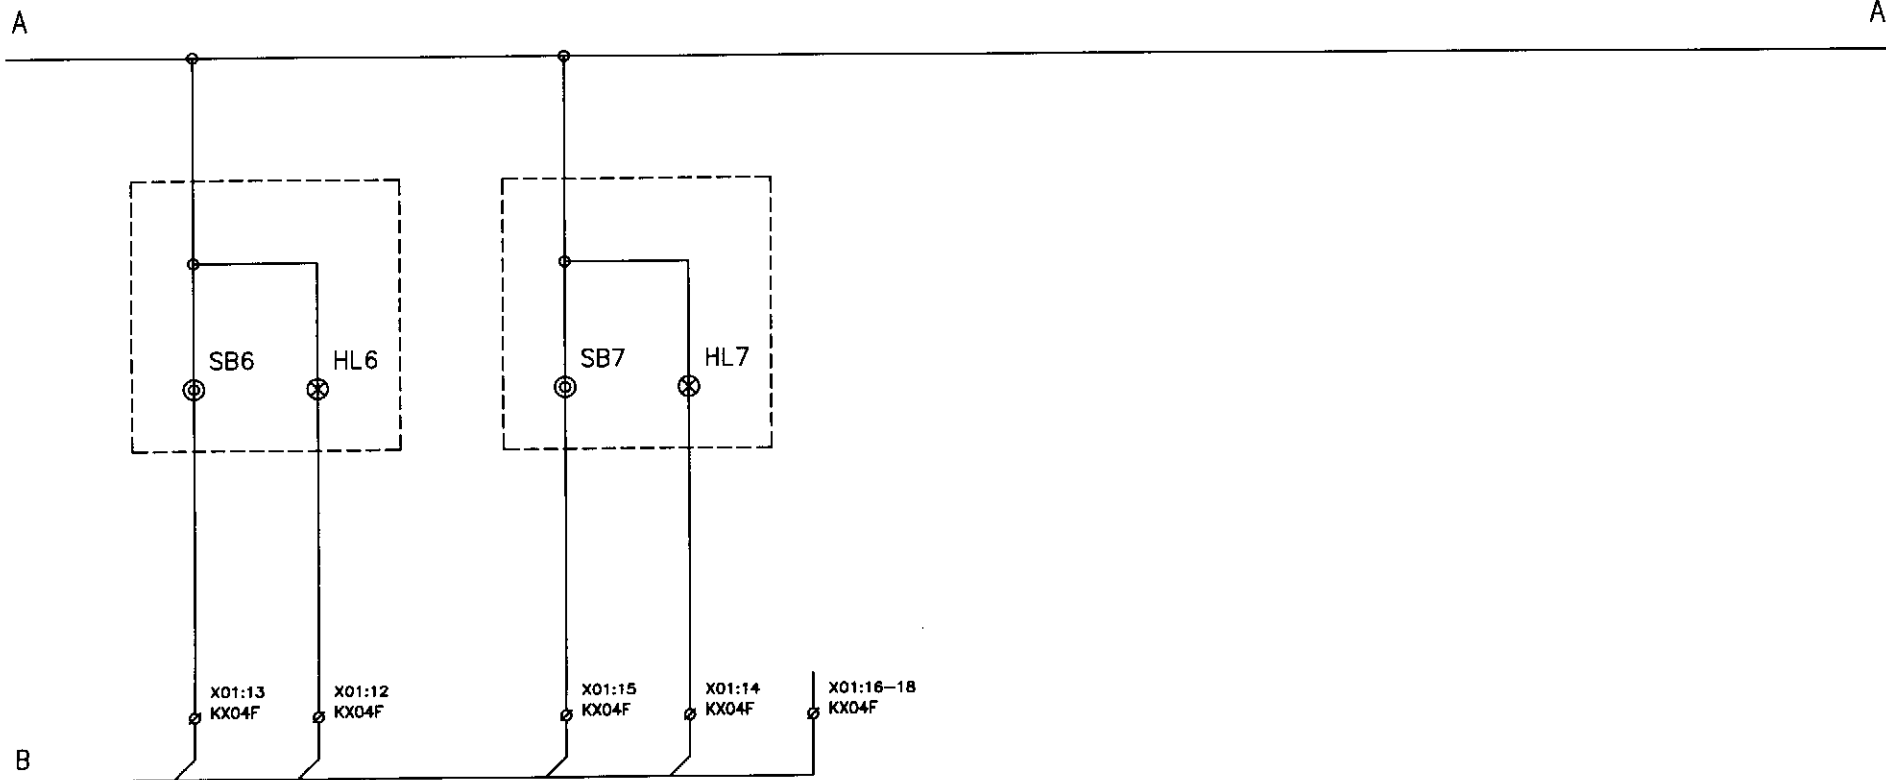 A
A
SB6
HL6
SB7
HL7
X01:13
KX04F
X01:12
KX04F
X01:15
KX04F
X01:14
KX04F
X01:16-18
KX04F
B